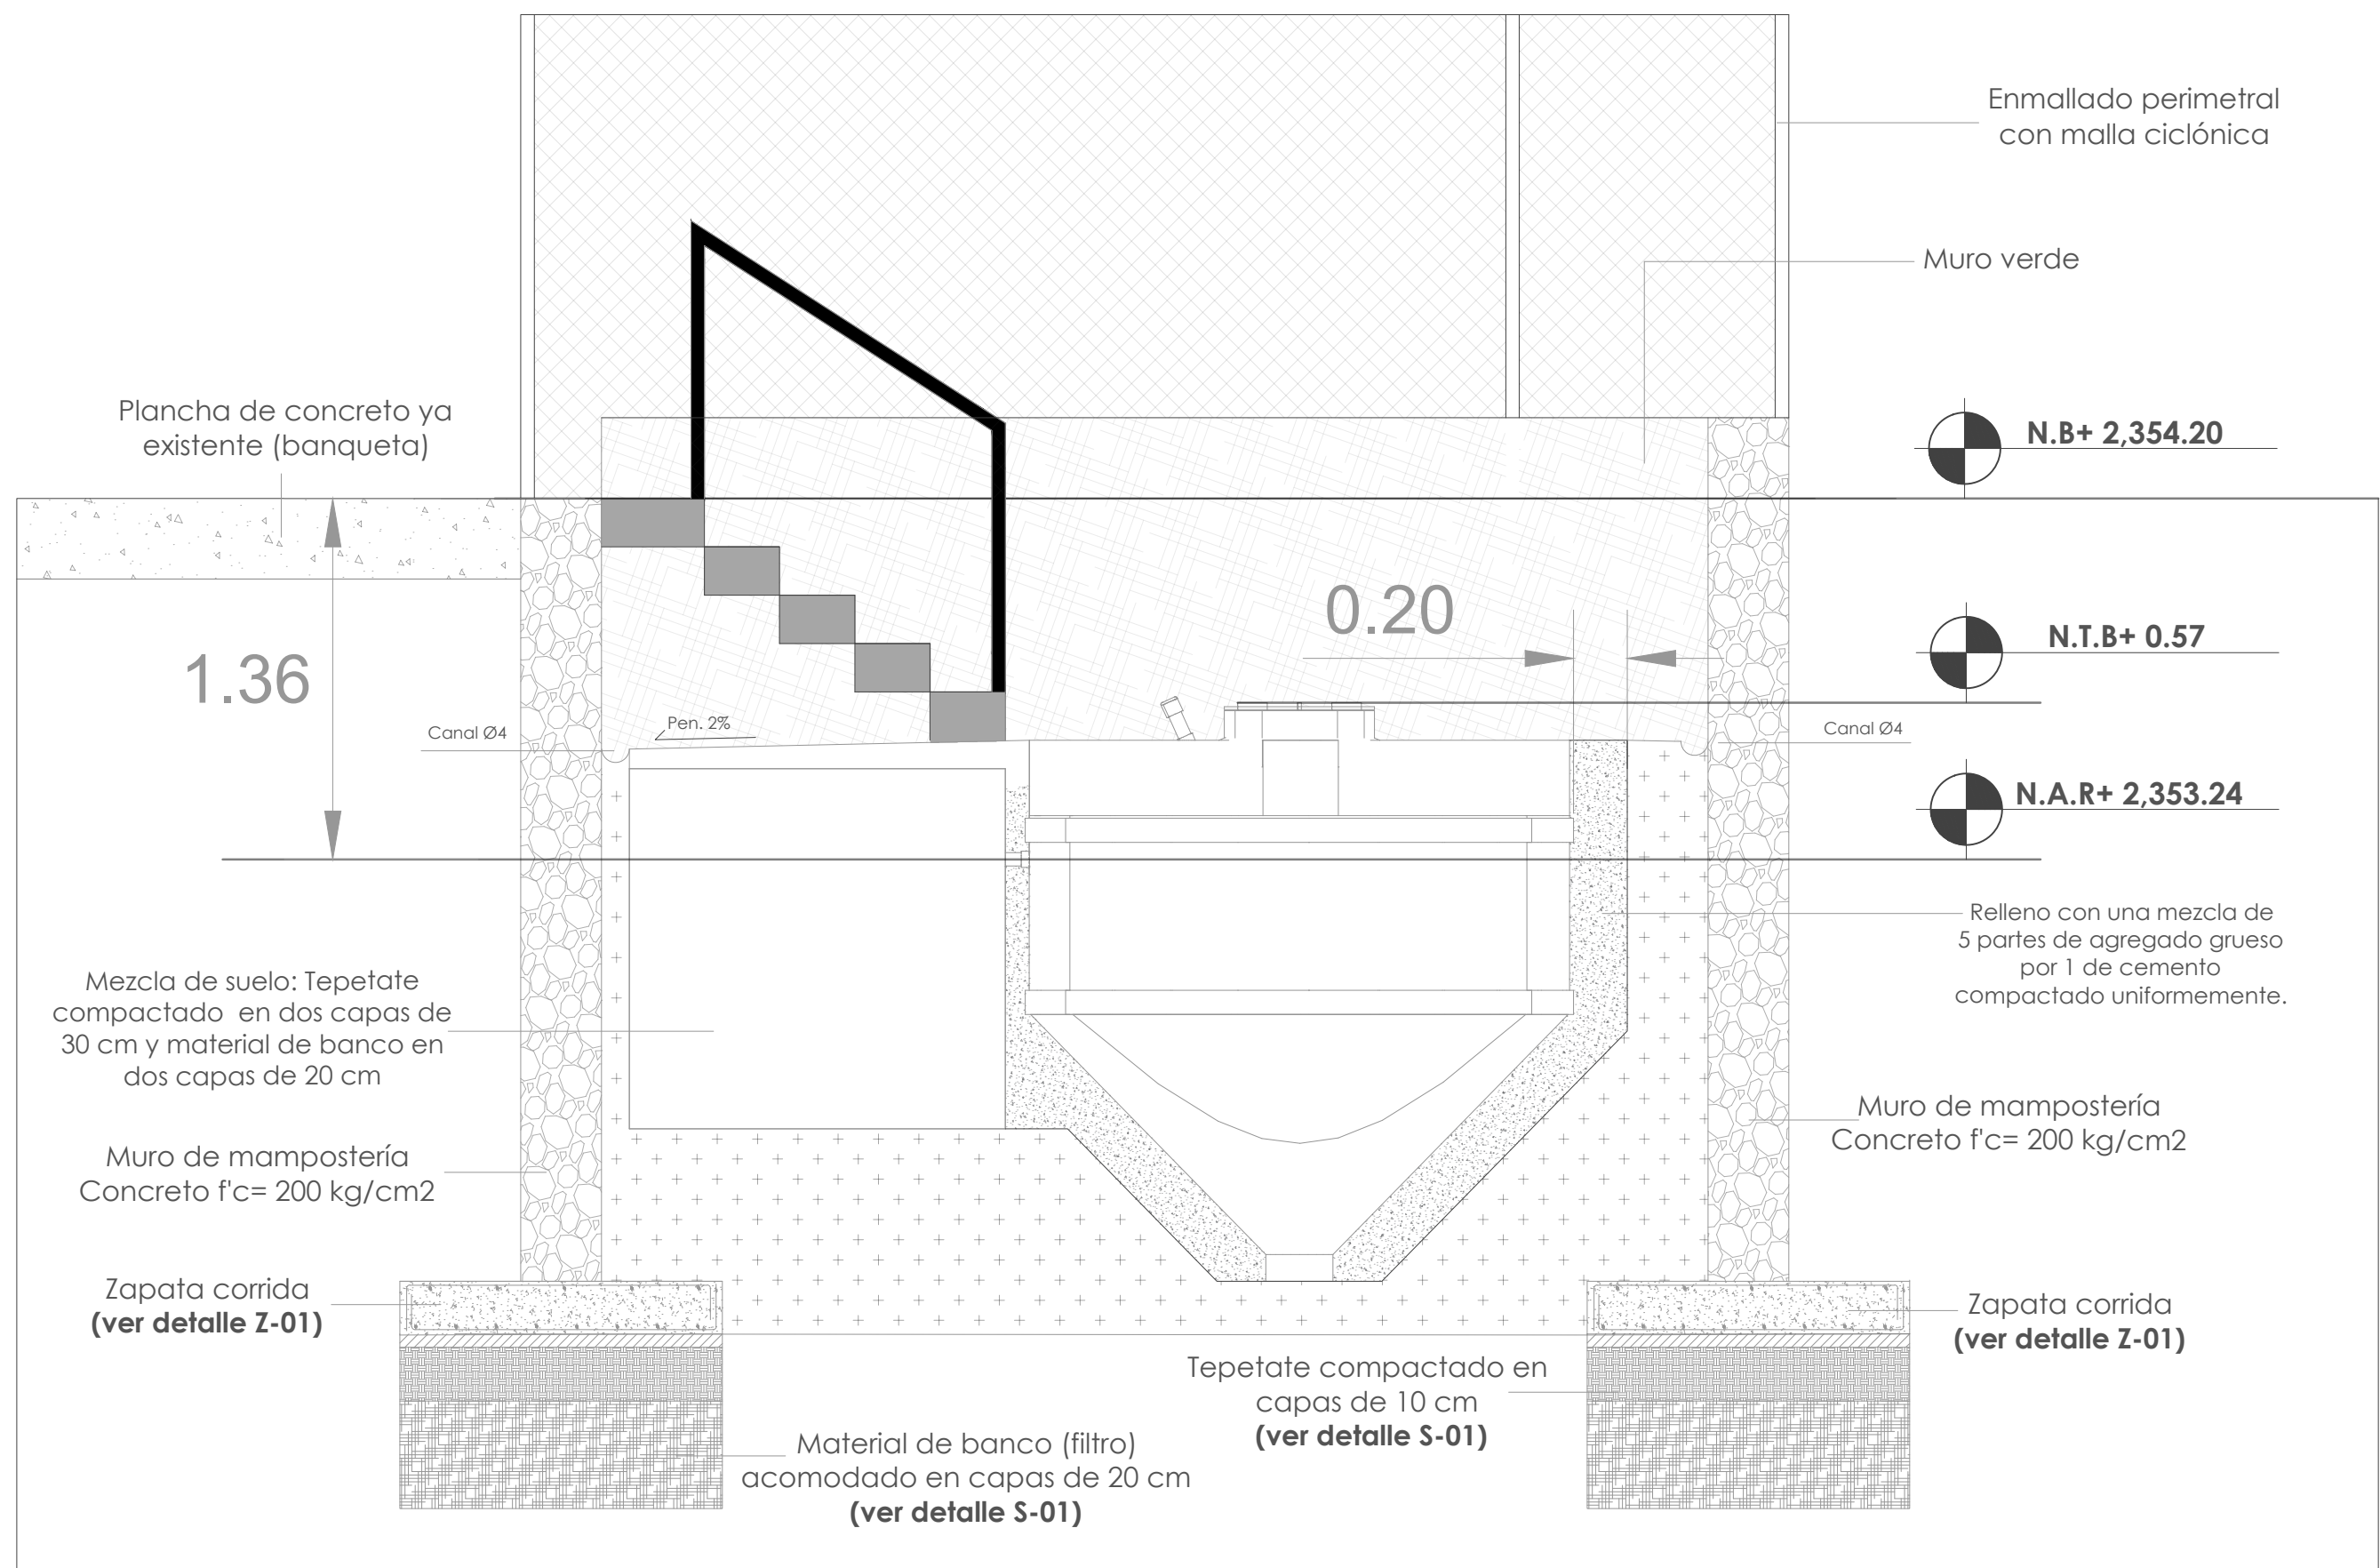 Enmallado perimetral
con malla ciclónica
Muro verde
Plancha de concreto ya
existente (banqueta)
N.B+ 2,354.20
0.20
N.T.B+ 0.57
1.36
Pen. 2%
Canal Ø4
Canal Ø4
N.A.R+ 2,353.24
Relleno con una mezcla de
5 partes de agregado grueso
por 1 de cemento
compactado uniformemente.
Mezcla de suelo: Tepetate
compactado en dos capas de
30 cm y material de banco en
dos capas de 20 cm
Muro de mampostería
Concreto f'c= 200 kg/cm2
Muro de mampostería
Concreto f'c= 200 kg/cm2
Zapata corrida
(ver detalle Z-01)
Zapata corrida
(ver detalle Z-01)
Tepetate compactado en
capas de 10 cm
(ver detalle S-01)
Material de banco (filtro)
acomodado en capas de 20 cm
(ver detalle S-01)